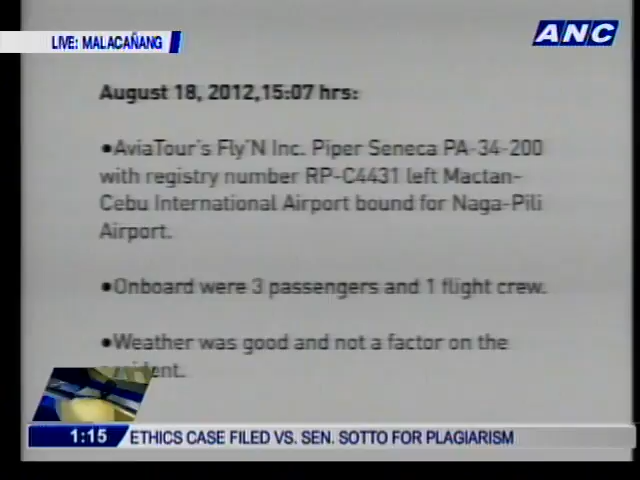 LIVE: MALACAÑANG
ANC
August 18, 2012,15:07 hrs:
•AviaTour's Fly'N Inc. Piper Seneca PA-34-200
with registry number RP-C4431 left Mactan-
Cebu International Airport bound for Naga-Pili
Airport.
•Onboard were 3 passengers and 1 flight crew.
•Weather was good and not a factor on the
1:15 ETHICS CASE FILED VS. SEN. SOTTO FOR PLAGIARISM